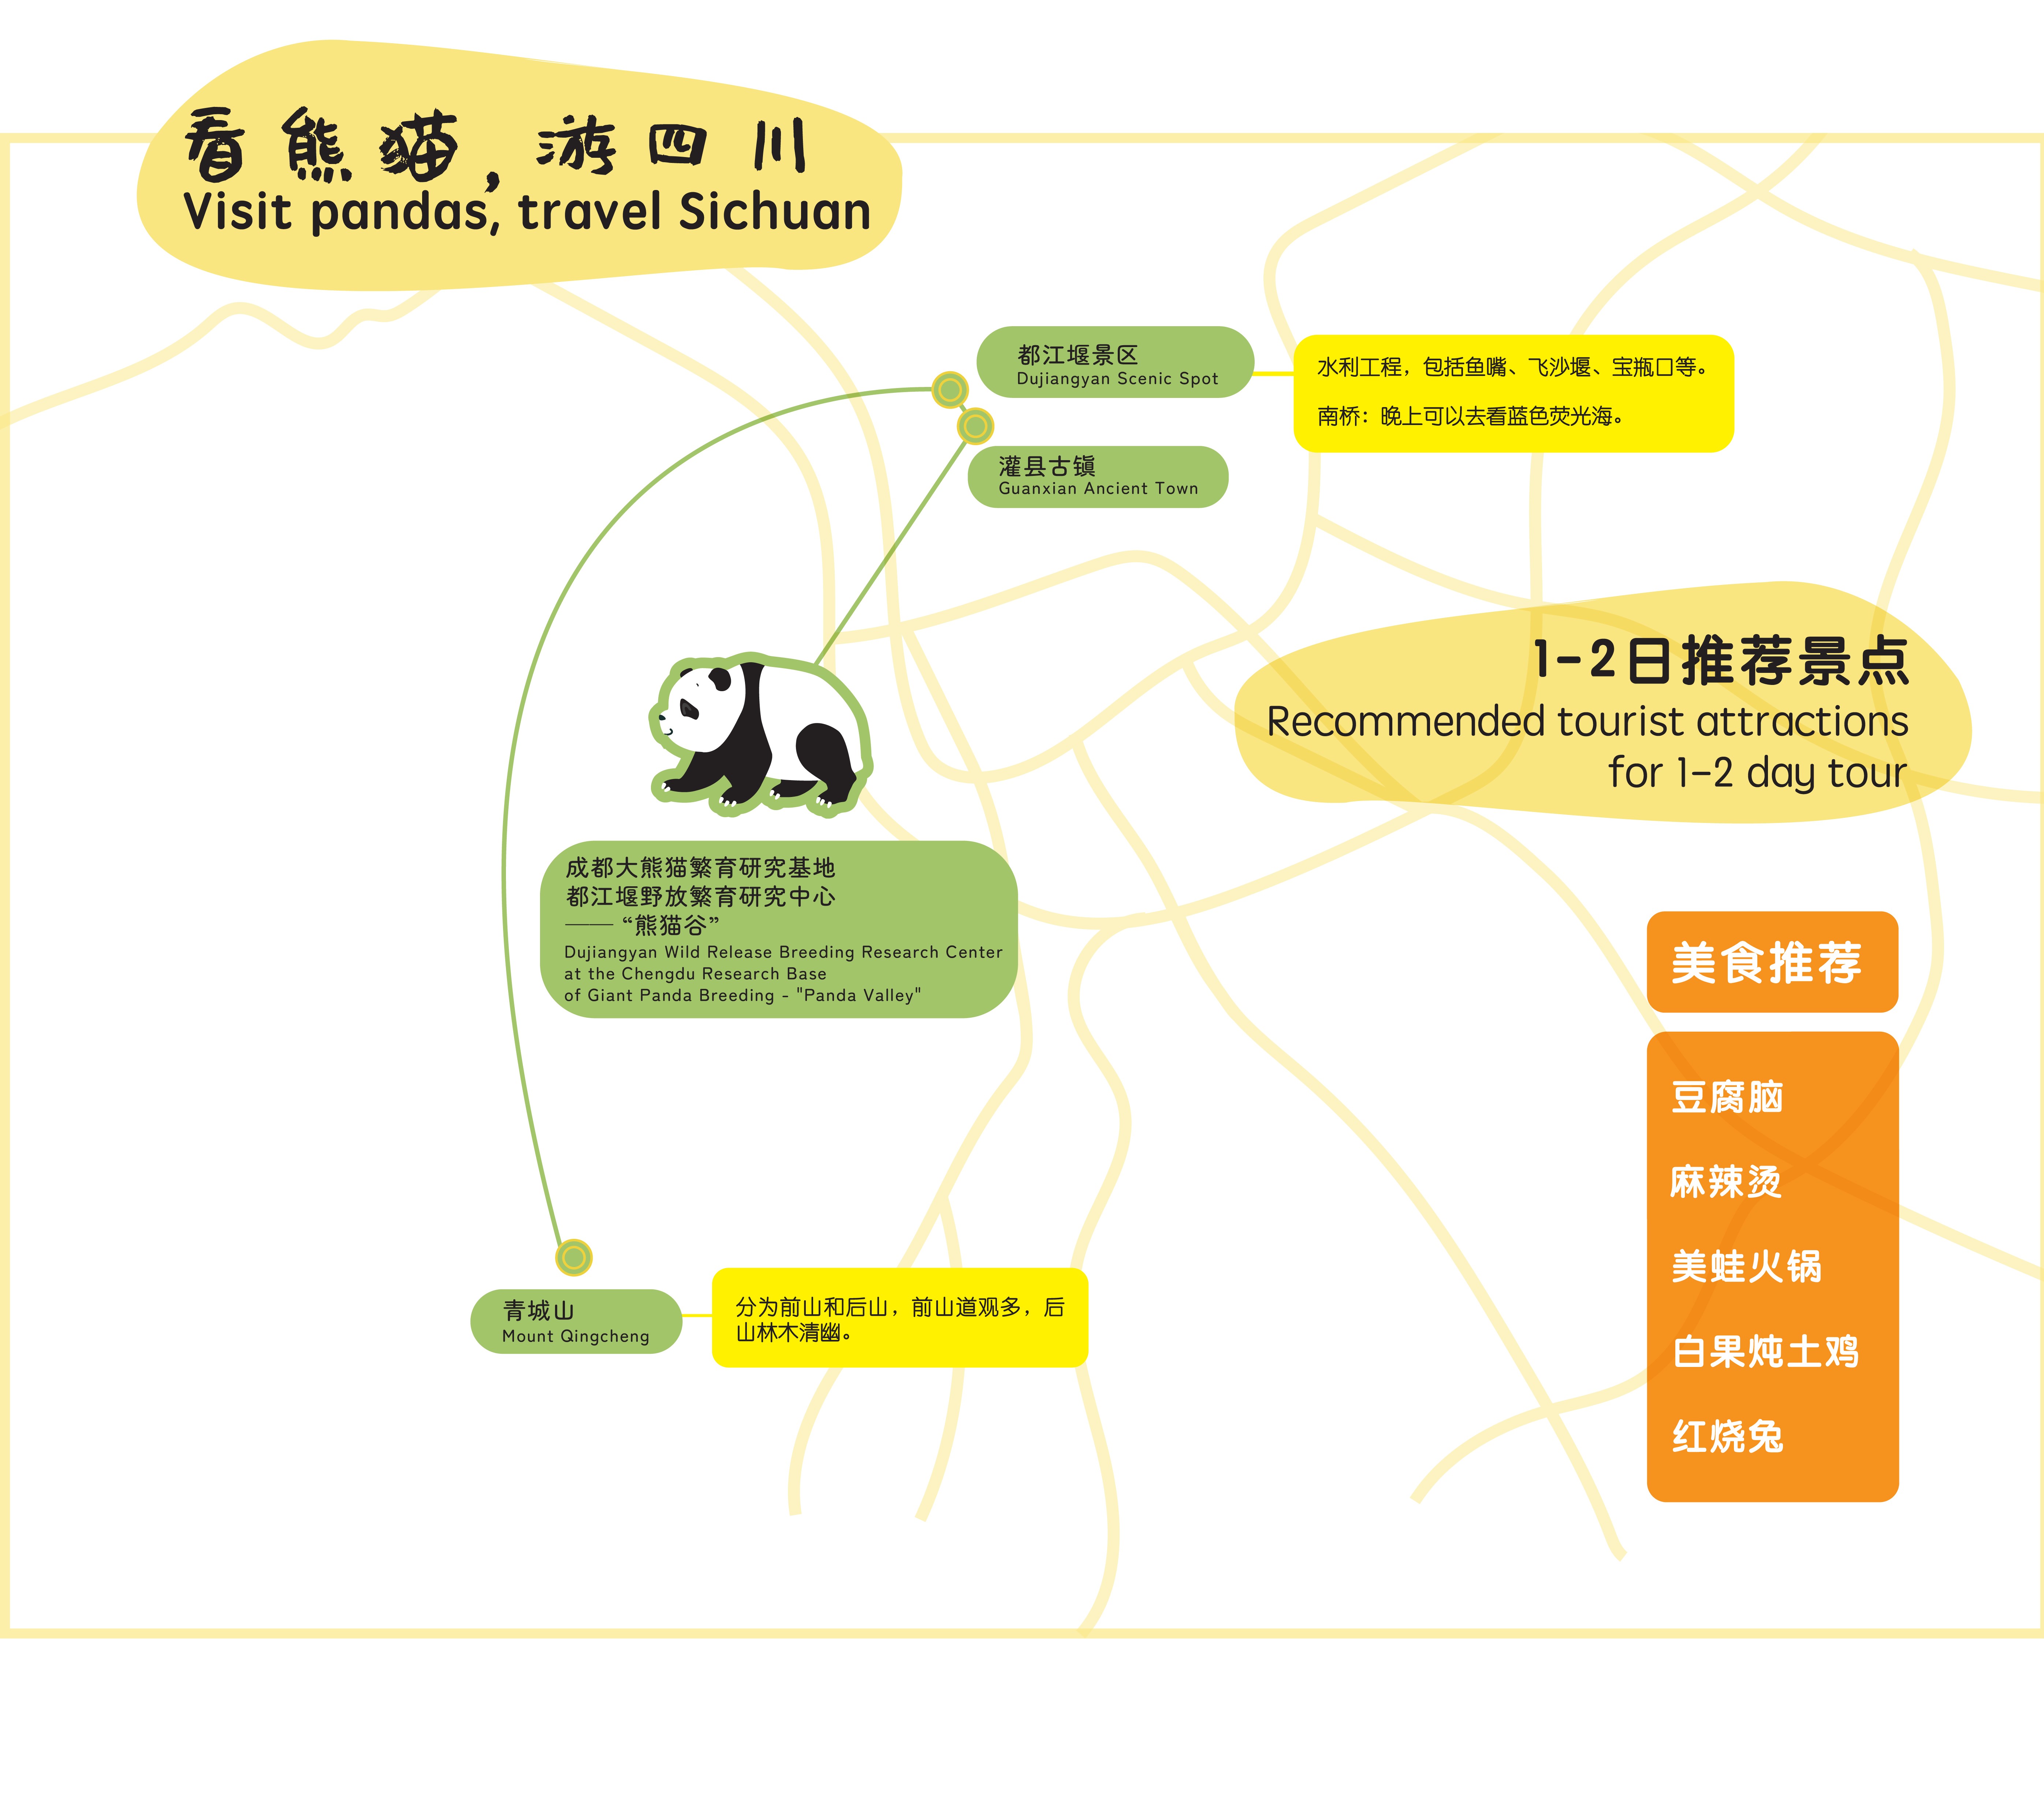 看熊猫，游四川
Visit pandas, travel Sichuan
都江堰景区
Dujiangyan Scenic Spot
水利工程，包括鱼嘴、飞沙堰、宝瓶口等。
南桥：晚上可以去看蓝色荧光海。
灌县古镇
Guanxian Ancient Town
1-2日推荐景点
Recommended tourist attractions
for 1-2 day tour
成都大熊猫繁育研究基地
都江堰野放繁育研究中心
——“熊猫谷”
Dujiangyan Wild Release Breeding Research Center
at the Chengdu Research Base
of Giant Panda Breeding - "Panda Valley"
美食推荐
豆腐脑
麻辣烫
美蛙火锅
白果炖土鸡
红烧兔
青城山
Mount Qingcheng
分为前山和后山，前山道观多，后
山林木清幽。